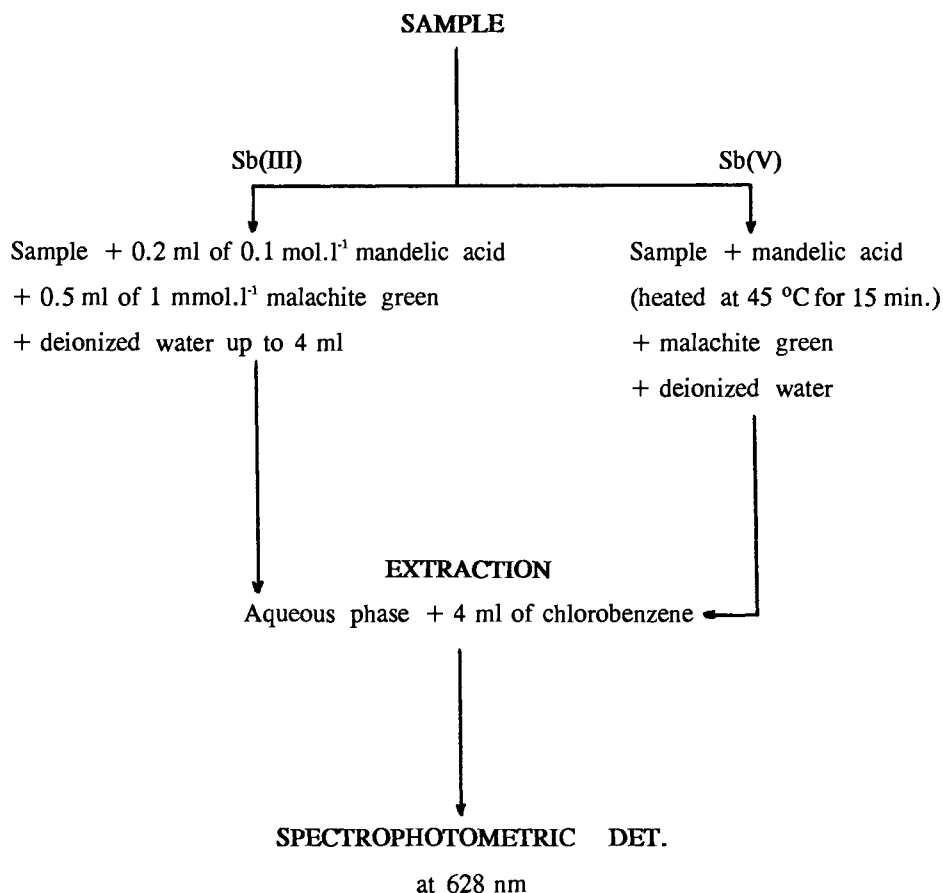 SAMPLE
Sb(III)
Sb(V)
Sample + 0.2 ml of 0.1 mol.l⁻¹ mandelic acid
+ 0.5 ml of 1 mmol.l⁻¹ malachite green
+ deionized water up to 4 ml
Sample + mandelic acid
(heated at 45 °C for 15 min.)
+ malachite green
+ deionized water
EXTRACTION
Aqueous phase + 4 ml of chlorobenzene
SPECTROPHOTOMETRIC DET.
at 628 nm